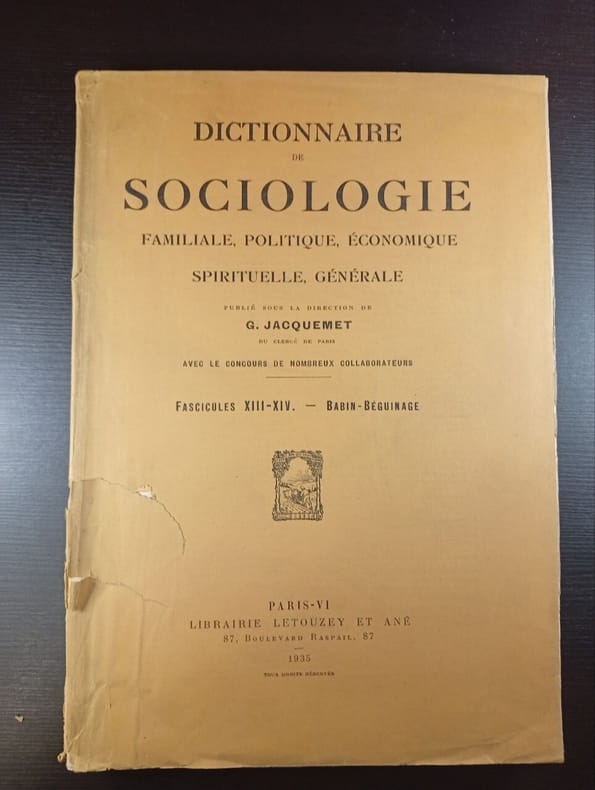 DICTIONNAIRE
DE
SOCIOLOGIE
FAMILIALE, POLITIQUE, ÉCONOMIQUE
SPIRITUELLE, GÉNÉRALE
PUBLIÉ SOUS LA DIRECTION DE
G. JACQUEMET
DU CLERGÉ DE PARIS
AVEC LE CONCOURS DE NOMBREUX COLLABORATEURS
FASCICULES XIII-XIV. — BABIN-BÉGUINAGE
PARIS-VI
LIBRAIRIE LETOUZEY ET ANÉ
87, BOULEVARD RASPAIL, 87
1935
TOUS DROITS RÉSERVÉS